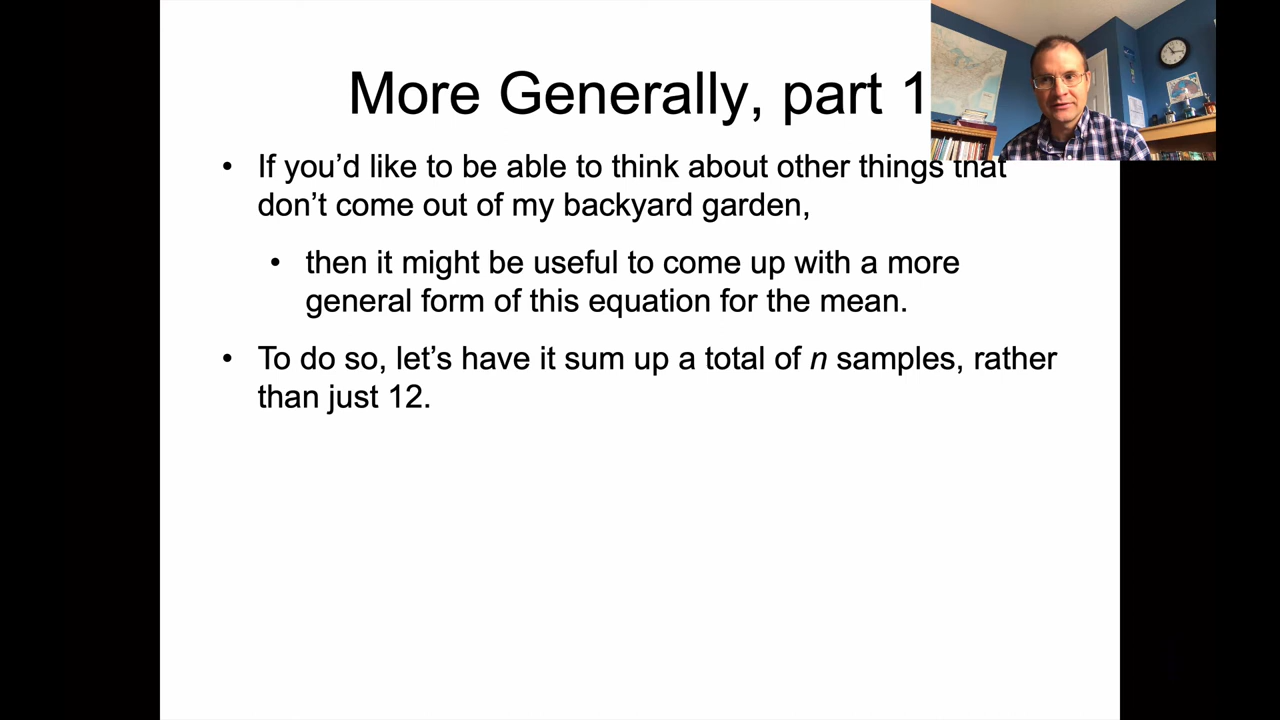 More Generally, part 1
• If you’d like to be able to think about other things that
don’t come out of my backyard garden,
• then it might be useful to come up with a more
general form of this equation for the mean.
• To do so, let’s have it sum up a total of n samples, rather
than just 12.